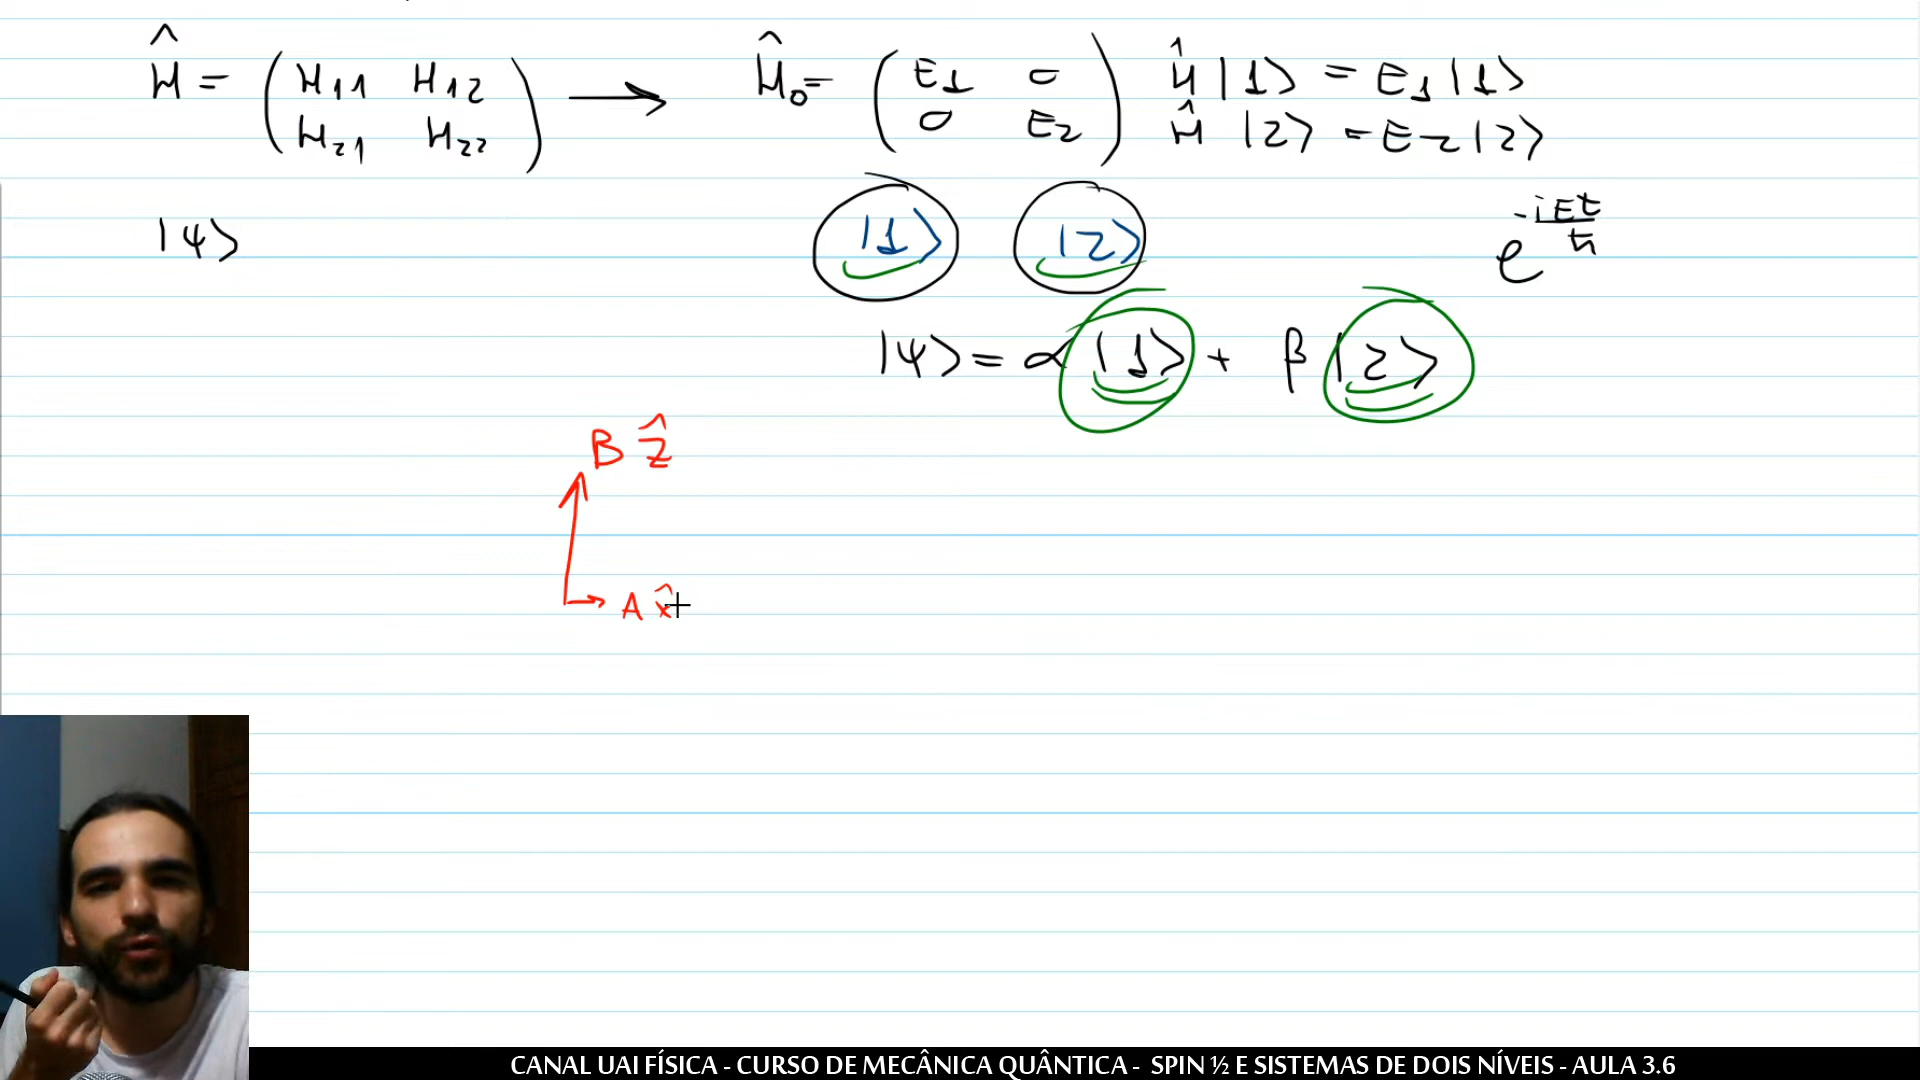 Ĥ = (H11 H12 → Ĥ0 = (E1 0) Ĥ|1⟩ = E1|1⟩
H21 H22) 0 E2) Ĥ|2⟩ = E2|2⟩
|ψ⟩ |1⟩ |2⟩ e^(-iEt/ħ)
|ψ⟩ = α|1⟩ + β|2⟩
B ẑ
A x̂
CANAL UAI FÍSICA - CURSO DE MECÂNICA QUÂNTICA - SPIN ½ E SISTEMAS DE DOIS NÍVEIS - AULA 3.6